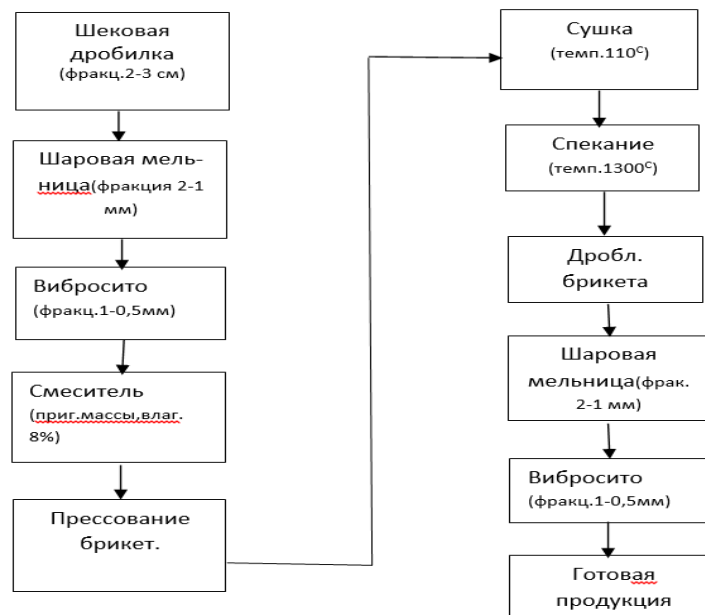 Шековая
дробилка
(фракц.2-3 см)
Шаровая мель-
ница(фракция 2-1
мм)
Вибросито
(фракц.1-0,5мм)
Смеситель
(приг.массы,влаг.
8%)
Прессование
брикет.
Сушка
(темп.110ᶜ)
Спекание
(темп.1300ᶜ)
Дробл.
брикета
Шаровая
мельница(фрак.
2-1 мм)
Вибросито
(фракц.1-0,5мм)
Готовая
продукция